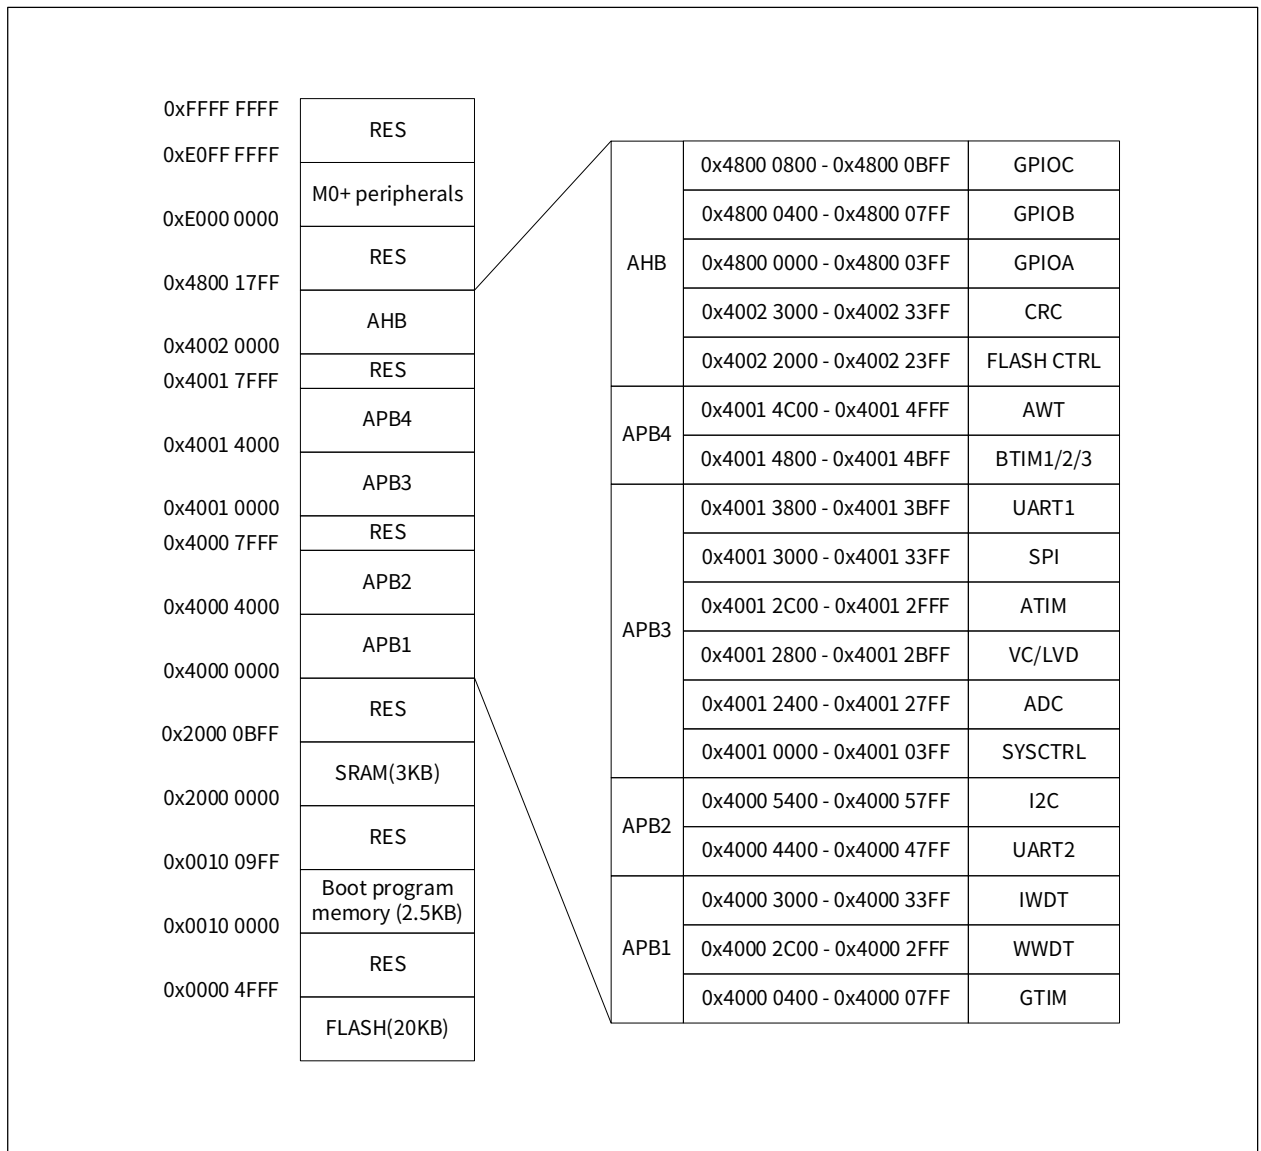 0xFFFF FFFF
RES
0xE0FF FFFF
M0+ peripherals
0xE000 0000
RES
0x4800 17FF
AHB
0x4002 0000
RES
0x4001 7FFF
APB4
0x4001 4000
APB3
0x4001 0000
RES
0x4000 7FFF
APB2
0x4000 4000
APB1
0x4000 0000
RES
0x2000 0BFF
SRAM(3KB)
0x2000 0000
RES
0x0010 09FF
Boot program
memory (2.5KB)
0x0010 0000
RES
0x0000 4FFF
FLASH(20KB)
AHB
0x4800 0800 - 0x4800 0BFF GPIOC
0x4800 0400 - 0x4800 07FF GPIOB
0x4800 0000 - 0x4800 03FF GPIOA
0x4002 3000 - 0x4002 33FF CRC
0x4002 2000 - 0x4002 23FF FLASH CTRL
APB4
0x4001 4C00 - 0x4001 4FFF AWT
0x4001 4800 - 0x4001 4BFF BTIM1/2/3
APB3
0x4001 3800 - 0x4001 3BFF UART1
0x4001 3000 - 0x4001 33FF SPI
0x4001 2C00 - 0x4001 2FFF ATIM
0x4001 2800 - 0x4001 2BFF VC/LVD
0x4001 2400 - 0x4001 27FF ADC
0x4001 0000 - 0x4001 03FF SYSCTRL
APB2
0x4000 5400 - 0x4000 57FF I2C
0x4000 4400 - 0x4000 47FF UART2
APB1
0x4000 3000 - 0x4000 33FF IWDT
0x4000 2C00 - 0x4000 2FFF WWDT
0x4000 0400 - 0x4000 07FF GTIM